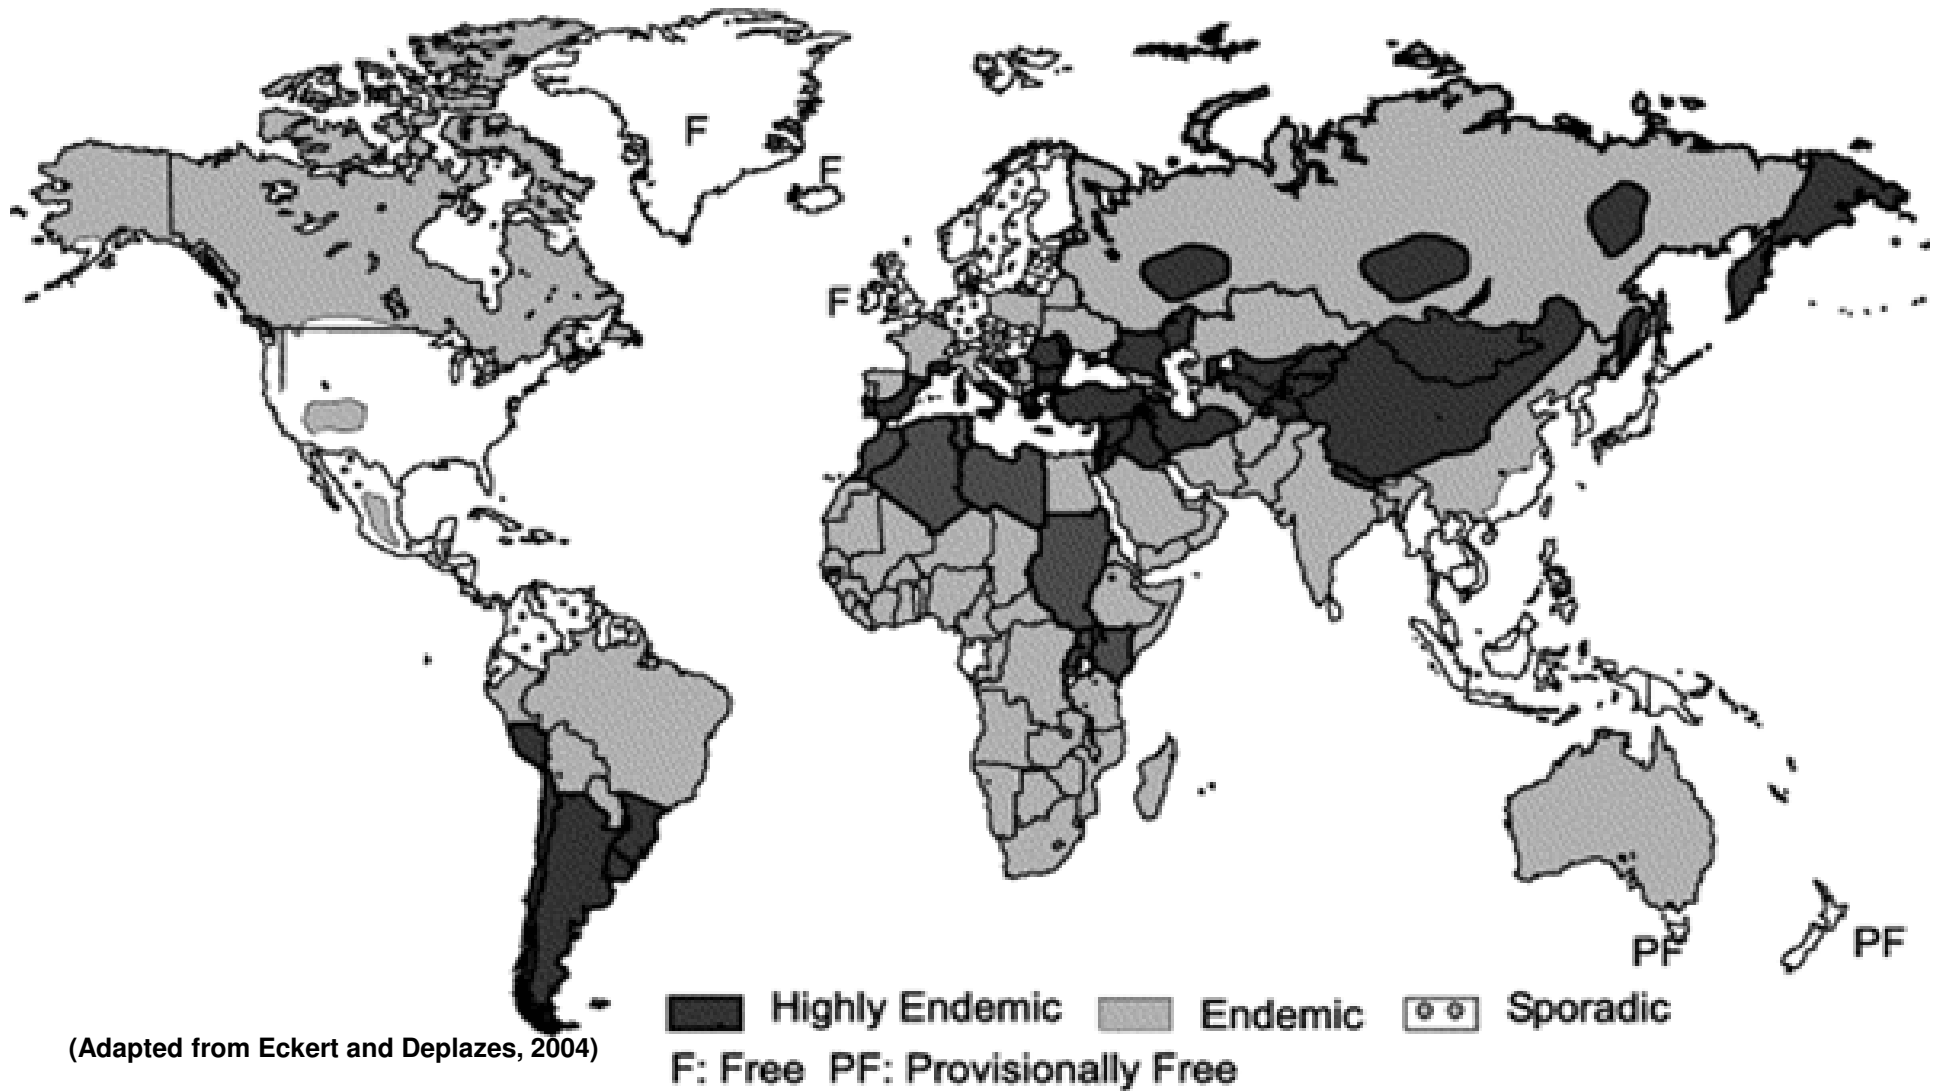 F
F
F
PF
PF
Highly Endemic Endemic Sporadic
(Adapted from Eckert and Deplazes, 2004)
F: Free PF: Provisionally Free